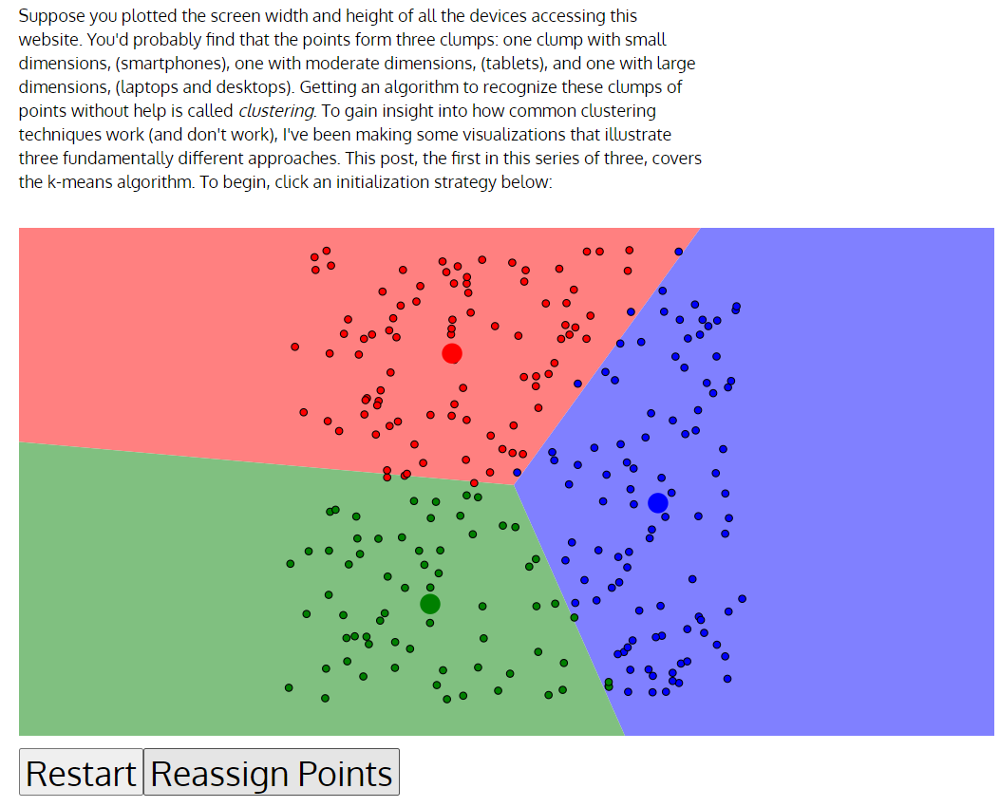 Suppose you plotted the screen width and height of all the devices accessing this
website. You'd probably find that the points form three clumps: one clump with small
dimensions, (smartphones), one with moderate dimensions, (tablets), and one with large
dimensions, (laptops and desktops). Getting an algorithm to recognize these clumps of
points without help is called clustering. To gain insight into how common clustering
techniques work (and don't work), I've been making some visualizations that illustrate
three fundamentally different approaches. This post, the first in this series of three, covers
the k-means algorithm. To begin, click an initialization strategy below:
Restart Reassign Points